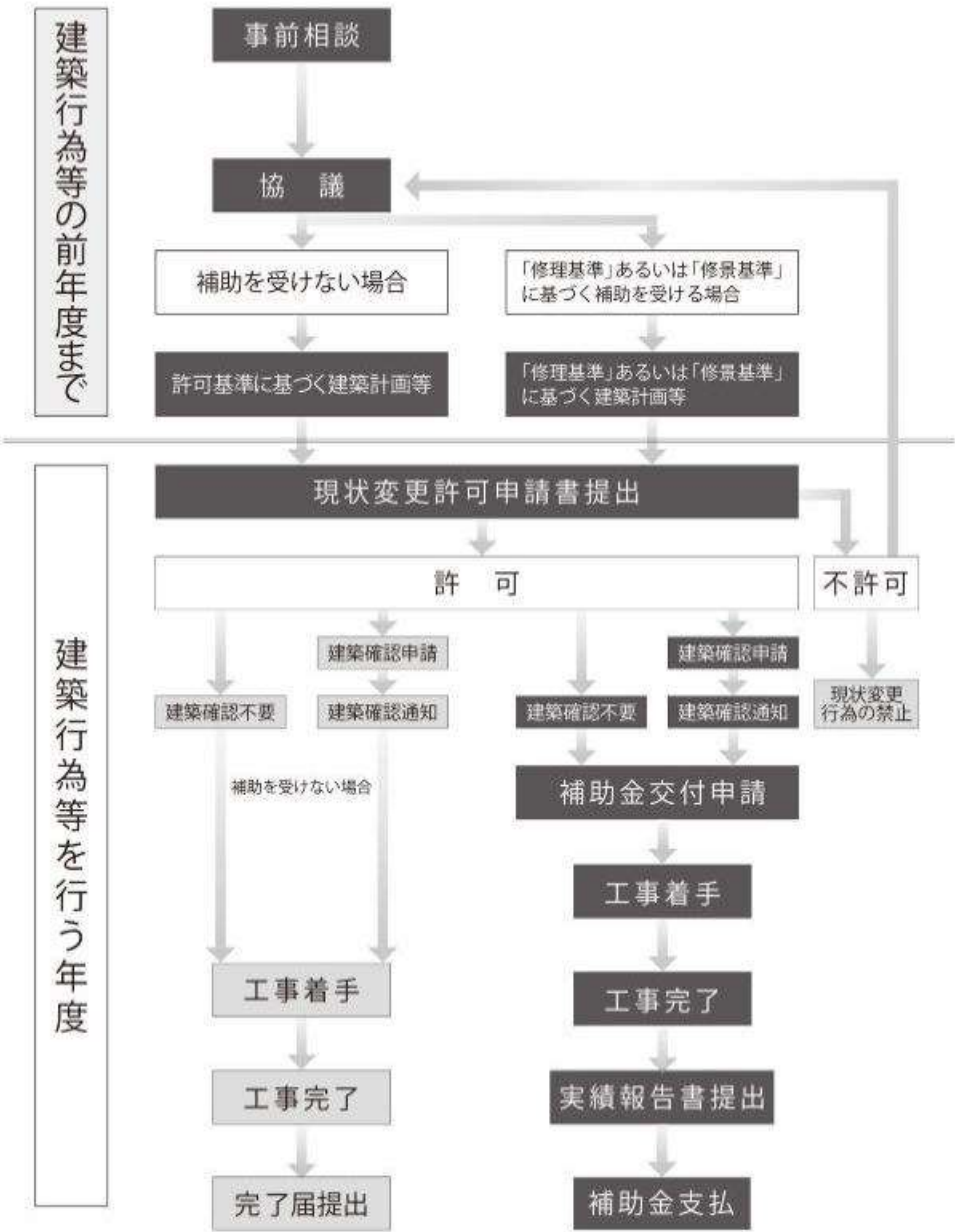 建築行為等の前年度まで
事前相談
協　議
補助を受けない場合
「修理基準」あるいは「修景基準」
に基づく補助を受ける場合
許可基準に基づく建築計画等
「修理基準」あるいは「修景基準」
に基づく建築計画等
建築行為等を行う年度
現状変更許可申請書提出
許　可
不許可
建築確認申請
建築確認申請
建築確認不要
建築確認通知
建築確認不要
建築確認通知
現状変更
行為の禁止
補助を受けない場合
補助金交付申請
工事着手
工事着手
工事完了
工事完了
実績報告書提出
完了届提出
補助金支払